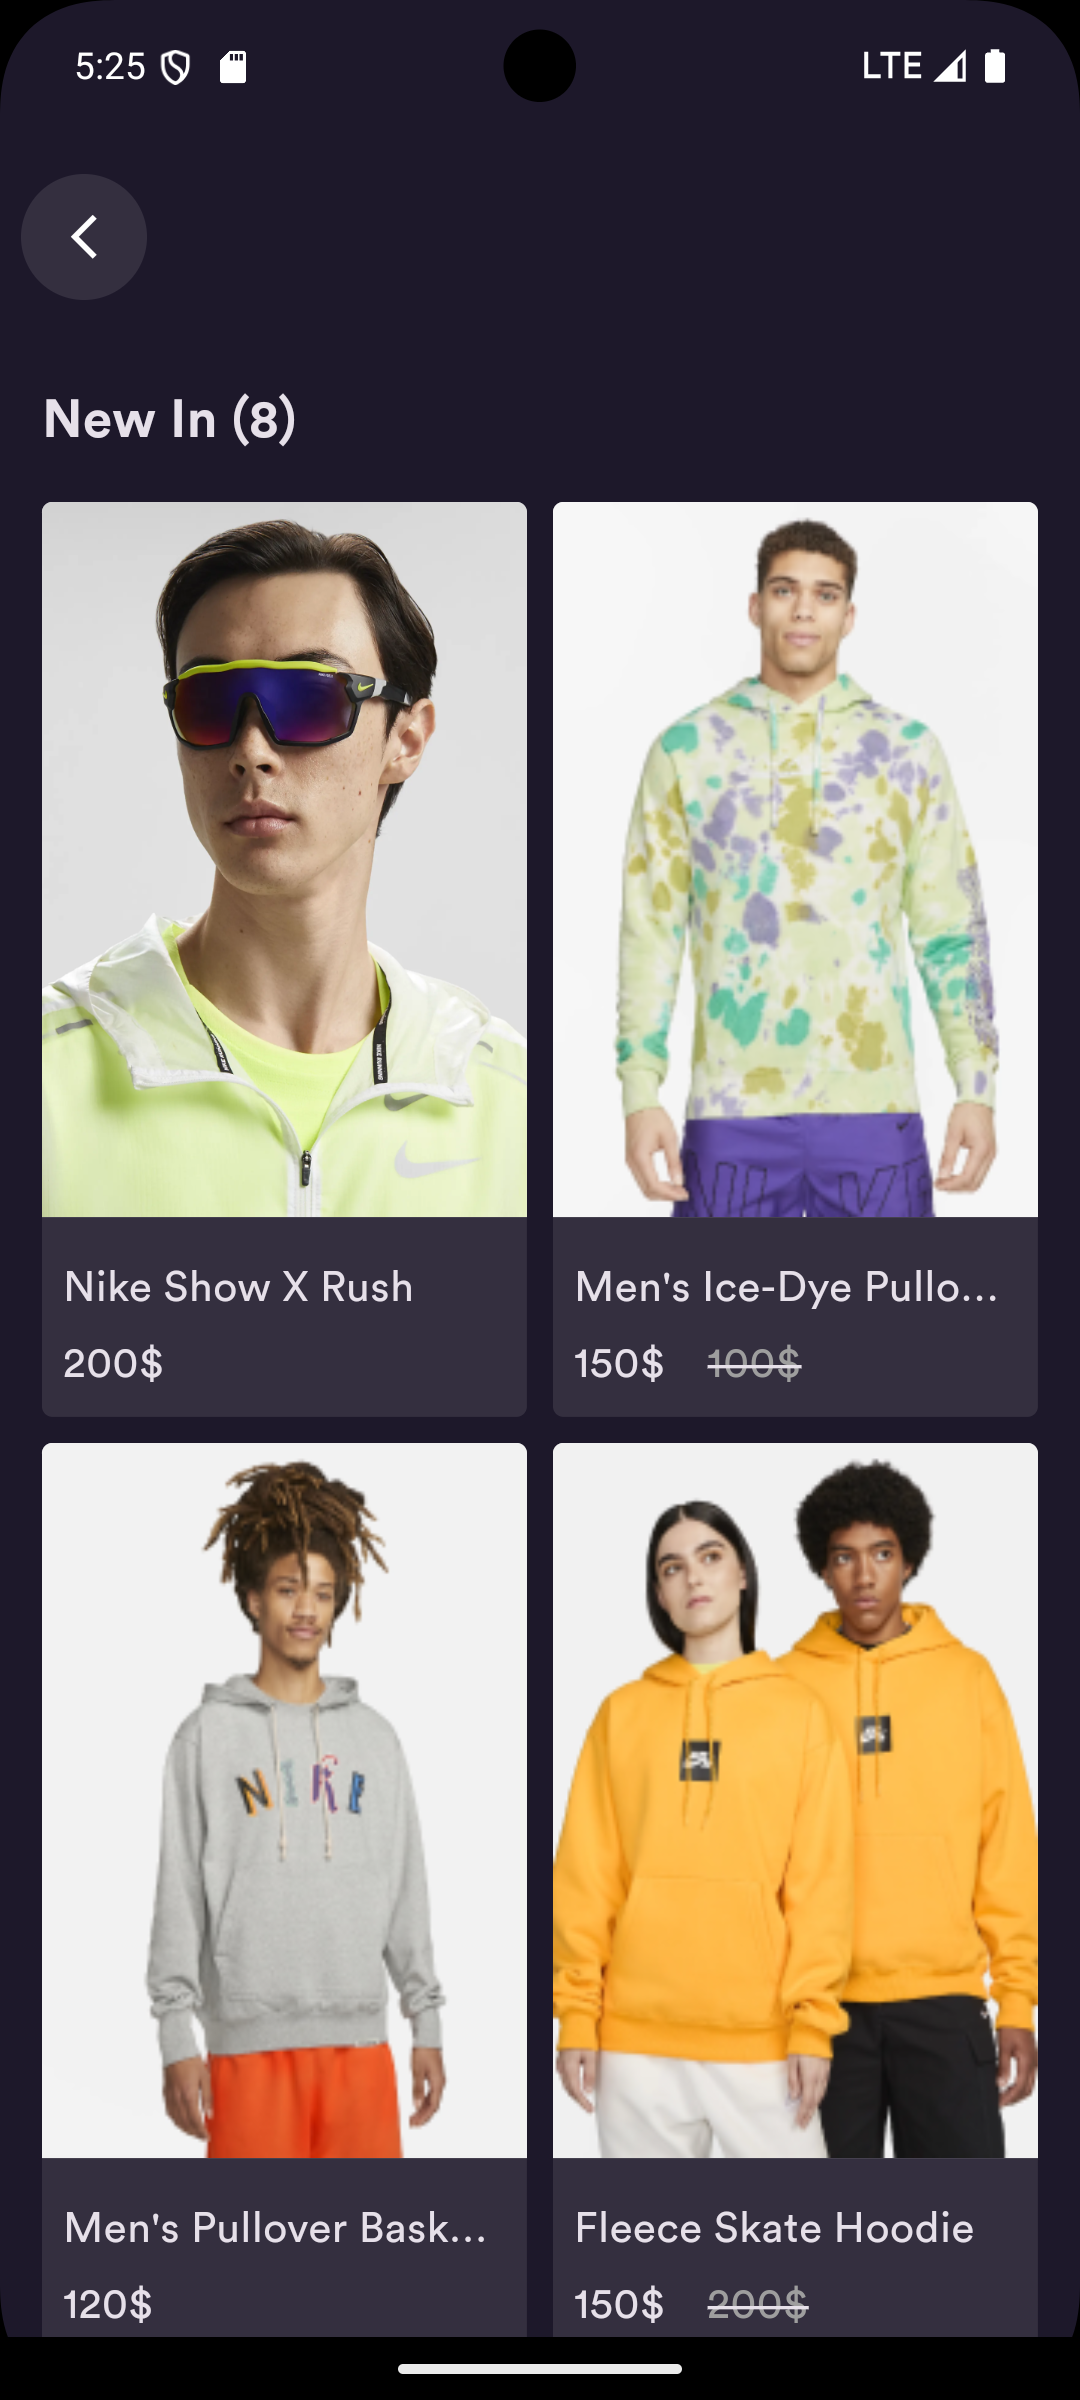 5:25
LTE
New In (8)
Nike Show X Rush
200$
Men's Ice-Dye Pullo...
150$ 100$
NIKE
Men's Pullover Bask...
120$
Fleece Skate Hoodie
150$ 200$